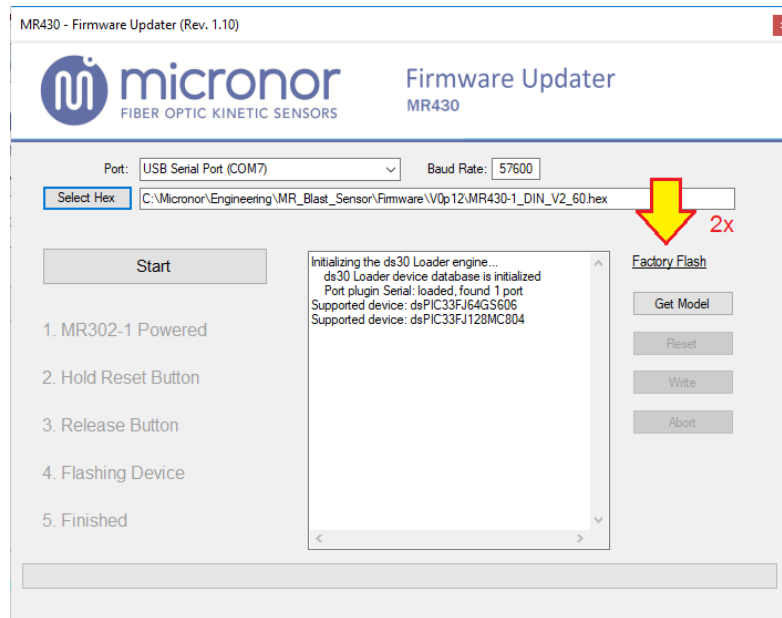 MR430 - Firmware Updater (Rev. 1.10)
micronor
FIBER OPTIC KINETIC SENSORS
Firmware Updater
MR430
Port: USB Serial Port (COM7) Baud Rate: 57600
Select Hex C:\Micronor\Engineering\MR_Blast_Sensor\Firmware\V0p12\MR430-1_DIN_V2_60.hex
2x
Start
Initializing the ds30 Loader engine...
ds30 Loader device database is initialized
Port plugin Serial: loaded, found 1 port
Supported device: dsPIC33FJ64GS606
Supported device: dsPIC33FJ128MC804
Factory Flash
Get Model
Reset
Write
Abort
1. MR302-1 Powered
2. Hold Reset Button
3. Release Button
4. Flashing Device
5. Finished